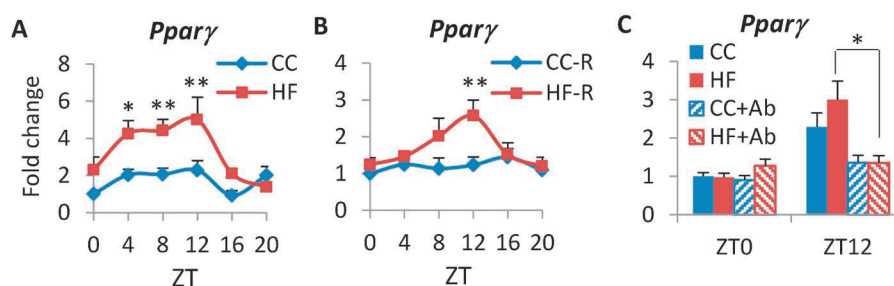 A
Pparγ
CC
HF
Fold change
8
6
4
2
0
* ** **
0 4 8 12 16 20
ZT
B
Pparγ
CC-R
HF-R
4
3
2
1
0
**
0 4 8 12 16 20
ZT
C
Pparγ
CC
HF
CC+Ab
HF+Ab
*
4
3
2
1
0
ZT0 ZT12